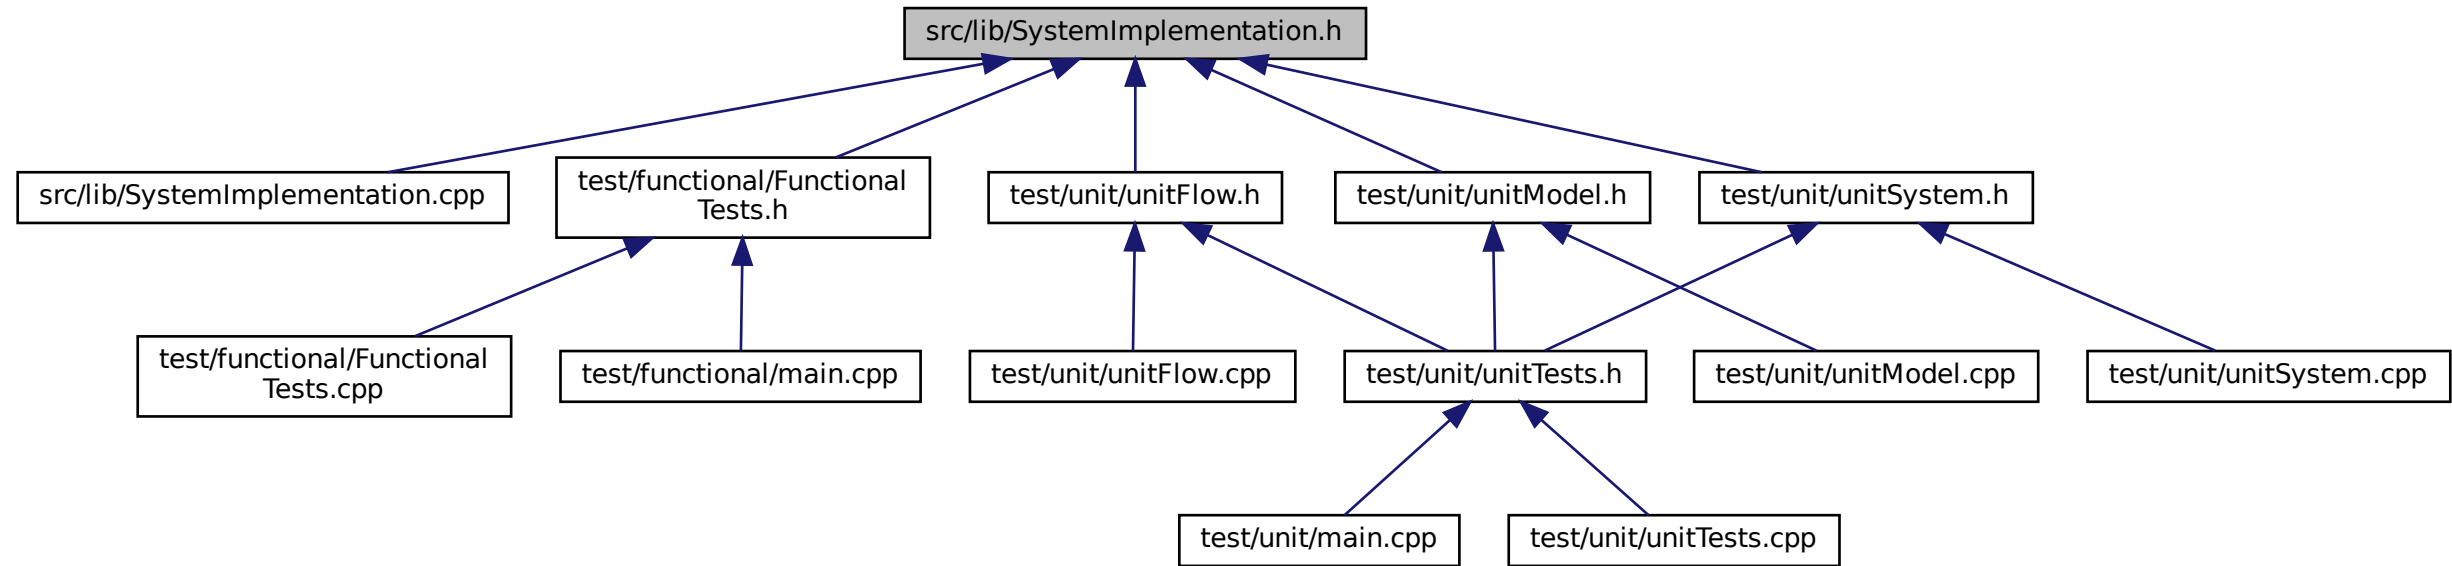 src/lib/SystemImplementation.h
src/lib/SystemImplementation.cpp
test/functional/Functional
Tests.h
test/unit/unitFlow.h
test/unit/unitModel.h
test/unit/unitSystem.h
test/functional/Functional
Tests.cpp
test/functional/main.cpp
test/unit/unitFlow.cpp
test/unit/unitTests.h
test/unit/unitModel.cpp
test/unit/unitSystem.cpp
test/unit/main.cpp
test/unit/unitTests.cpp